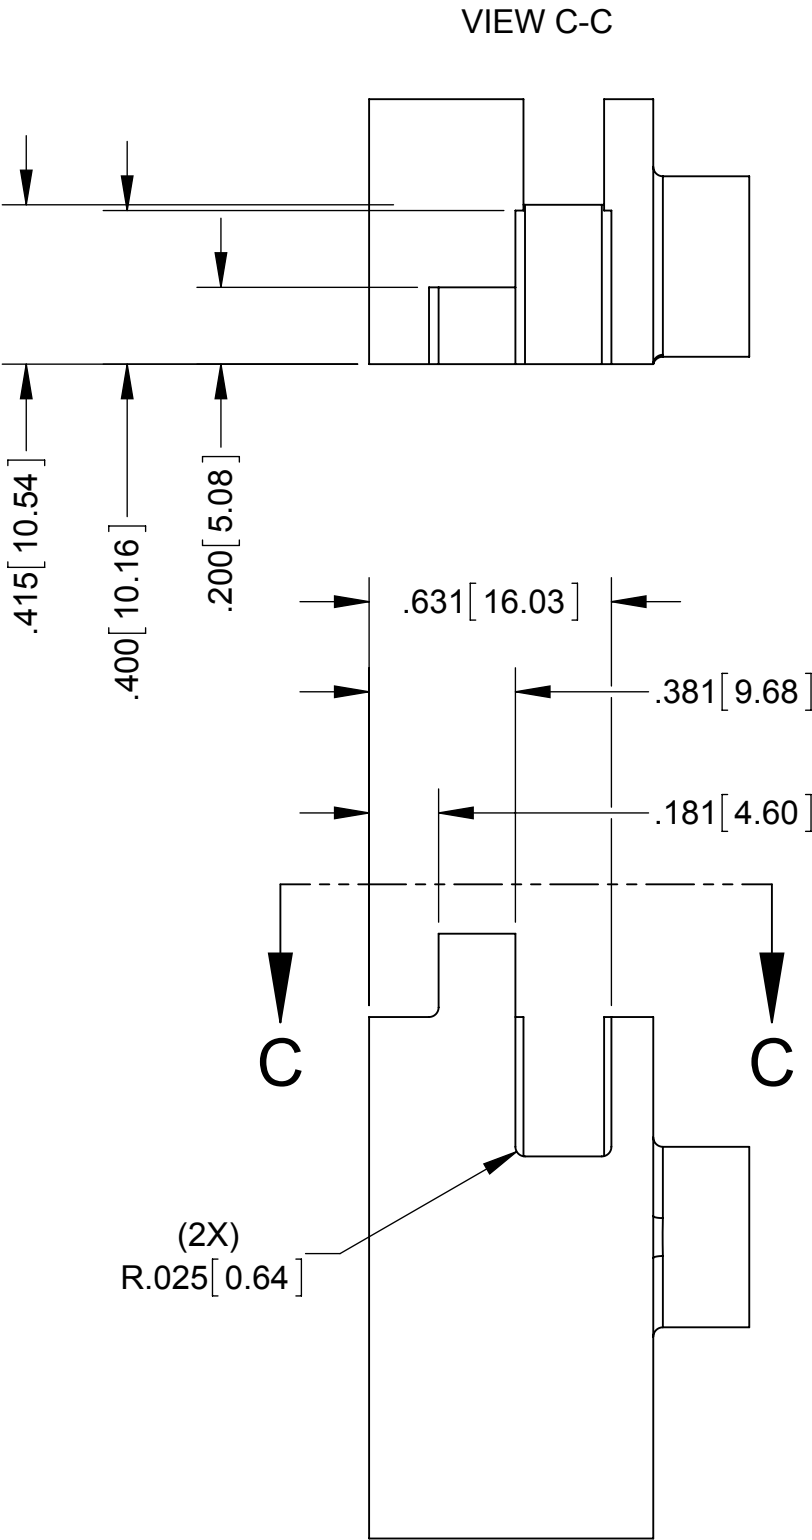 VIEW C-C
.415[10.54]
.400[10.16]
.200[5.08]
.631[16.03]
.381[9.68]
.181[4.60]
C
C
(2X)
R.025[0.64]